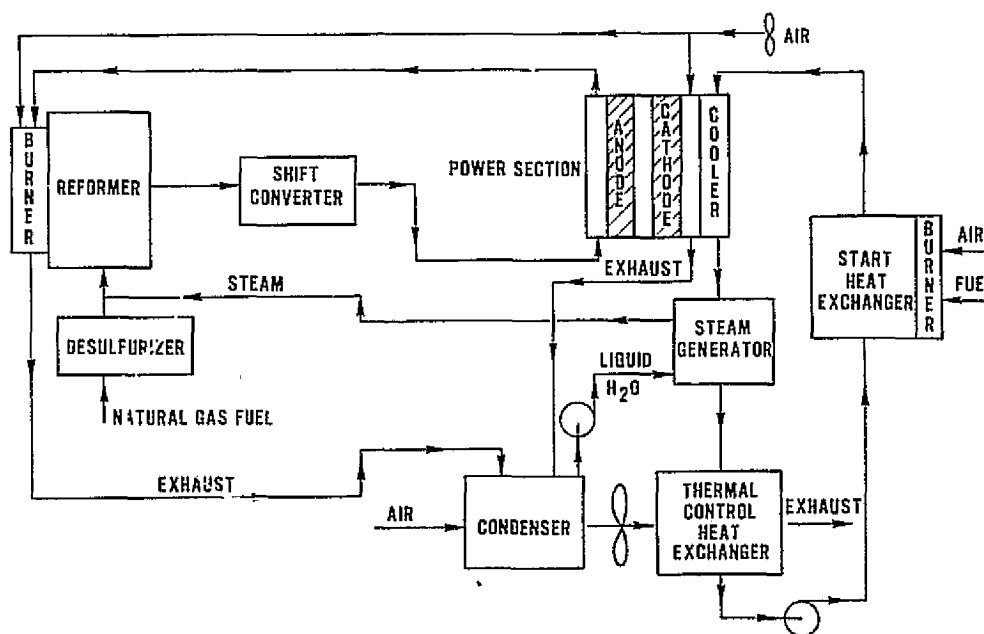 AIR
BURNER
REFORMER
SHIFT
CONVERTER
POWER SECTION
ANODE
CATHODE
COOLER
EXHAUST
START
HEAT
EXCHANGER
BURNER
AIR
FUE
STEAM
STEAM
GENERATOR
DESULFURIZER
LIQUID
H₂O
NATURAL GAS FUEL
EXHAUST
AIR
CONDENSER
THERMAL
CONTROL
HEAT
EXCHANGER
EXHAUST